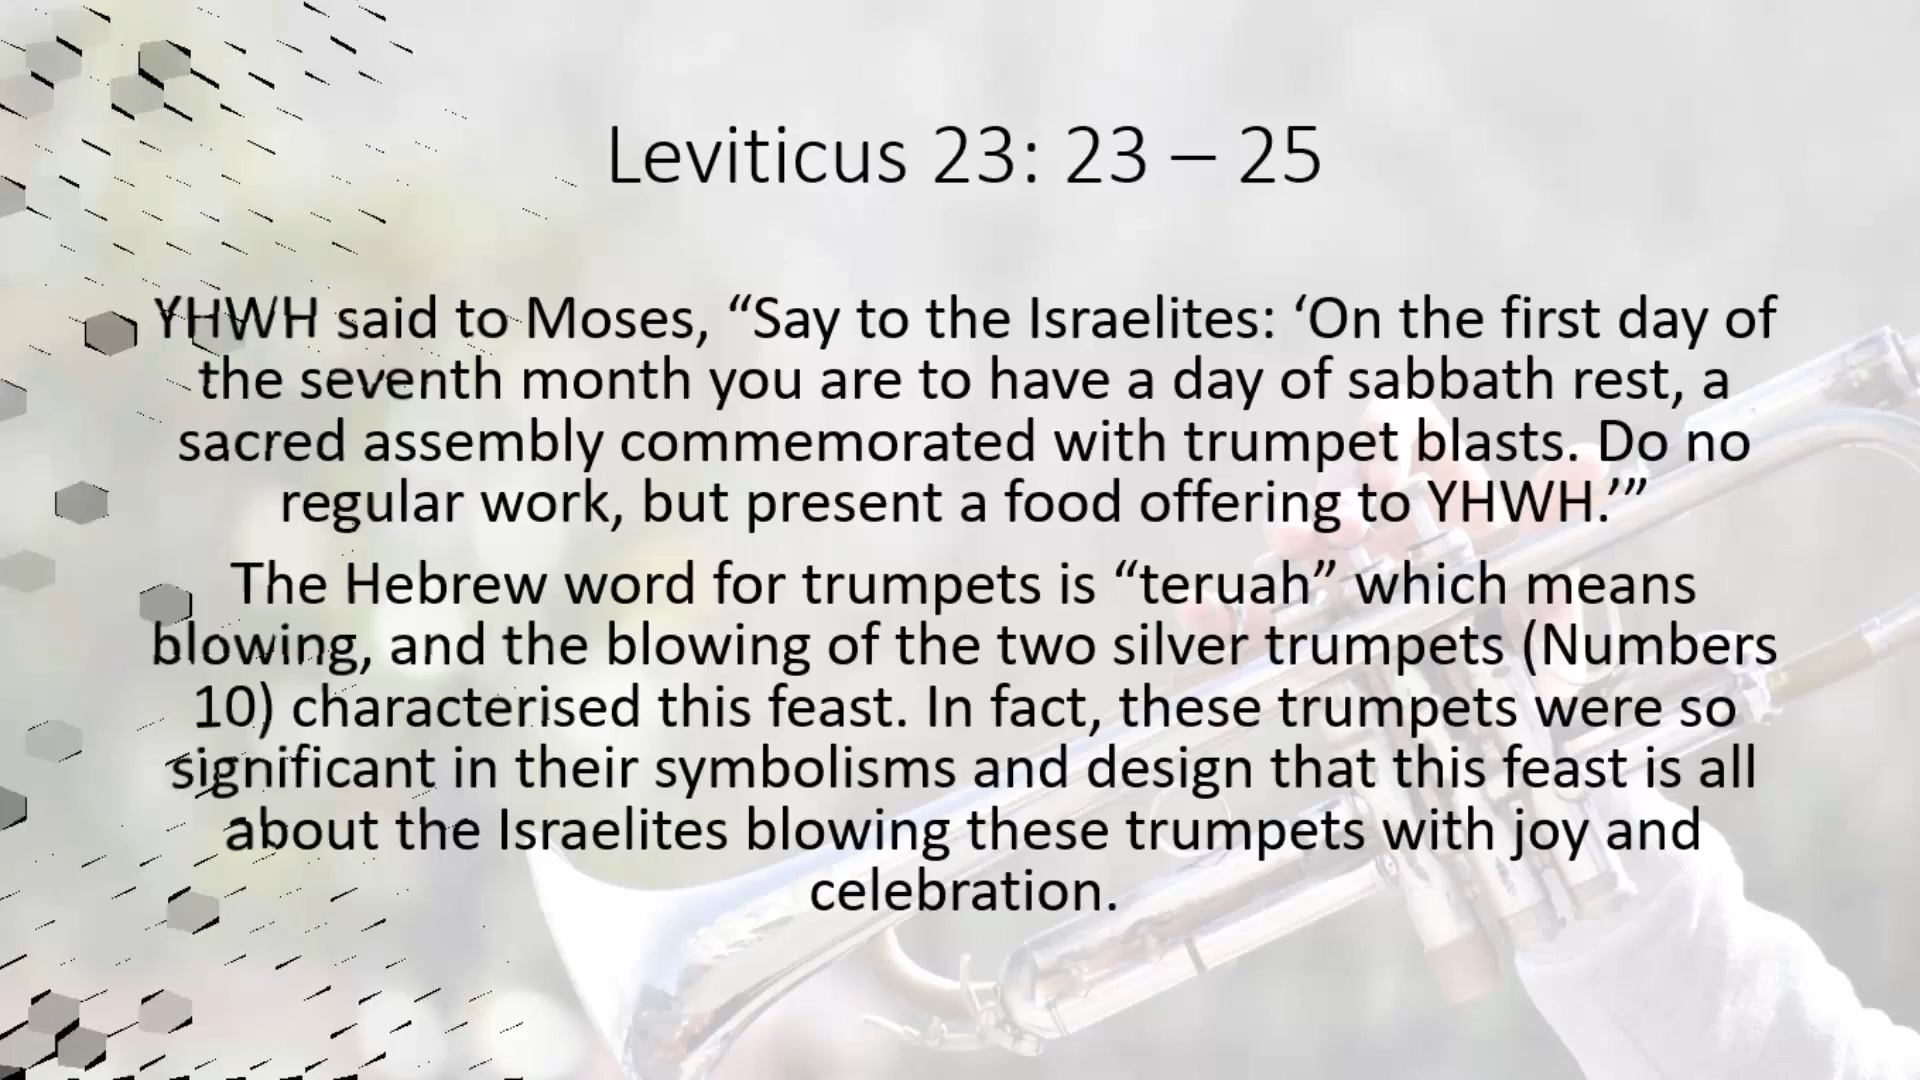 Leviticus 23: 23 – 25
YHWH said to Moses, “Say to the Israelites: ‘On the first day of
the seventh month you are to have a day of sabbath rest, a
sacred assembly commemorated with trumpet blasts. Do no
regular work, but present a food offering to YHWH.’”
The Hebrew word for trumpets is “teruah” which means
blowing, and the blowing of the two silver trumpets (Numbers
10) characterised this feast. In fact, these trumpets were so
significant in their symbolisms and design that this feast is all
about the Israelites blowing these trumpets with joy and
celebration.